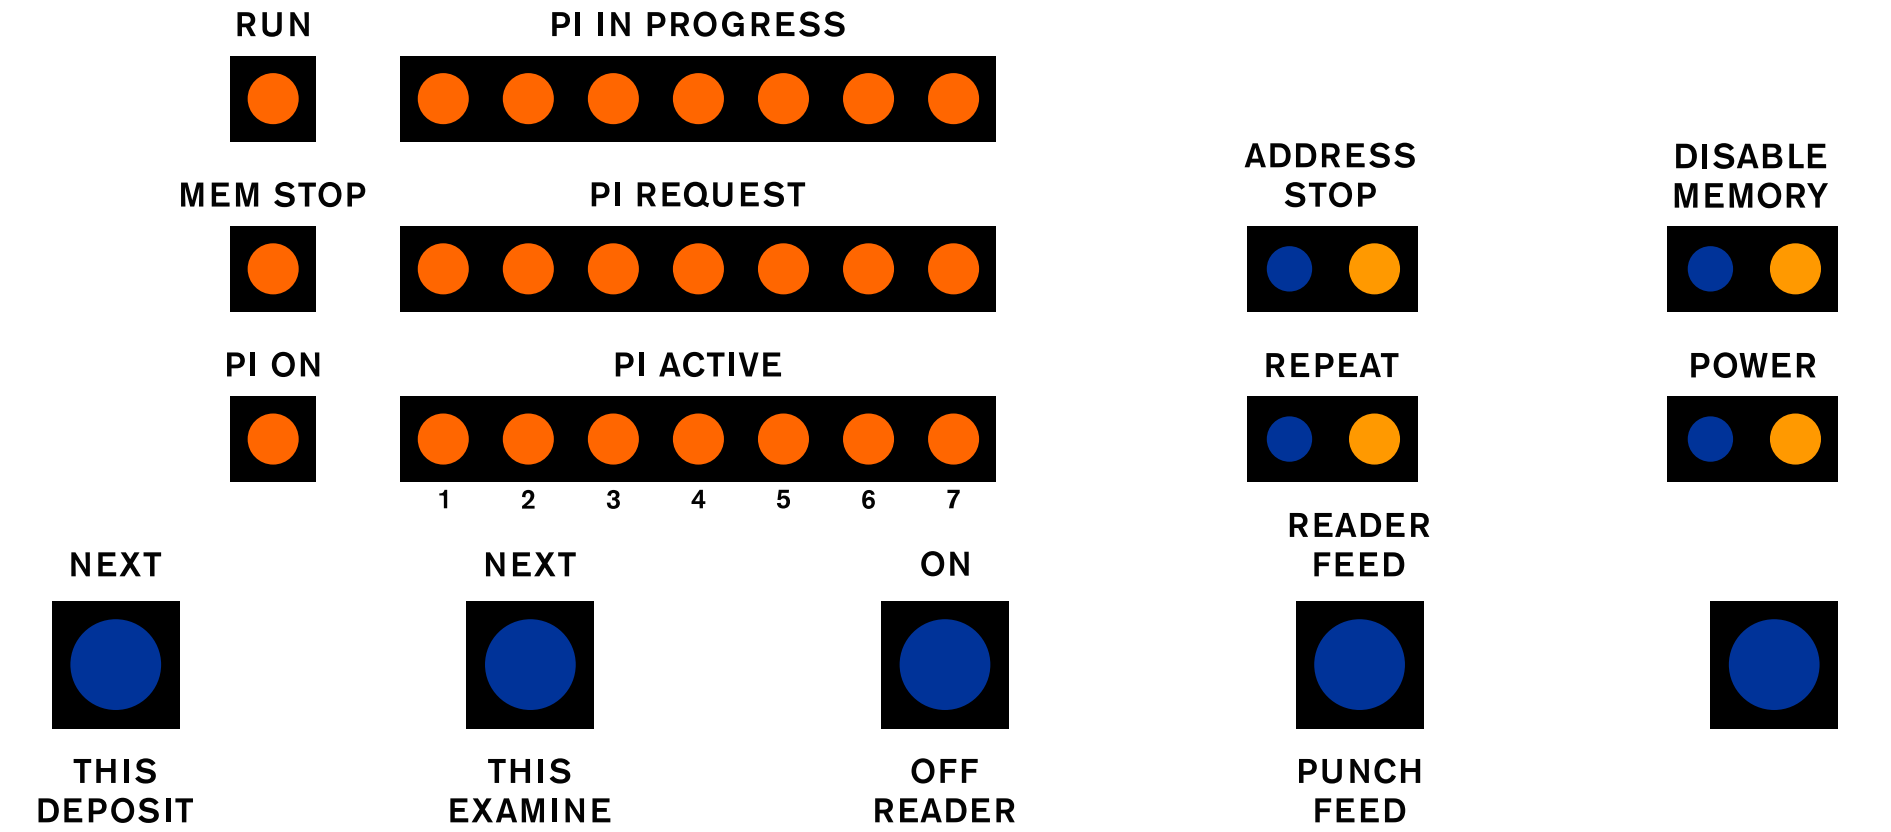 RUN
PI IN PROGRESS
MEM STOP
PI REQUEST
ADDRESS
STOP
DISABLE
MEMORY
PI ON
PI ACTIVE
REPEAT
POWER
1 2 3 4 5 6 7
NEXT
NEXT
ON
READER
FEED
THIS
DEPOSIT
THIS
EXAMINE
OFF
READER
PUNCH
FEED